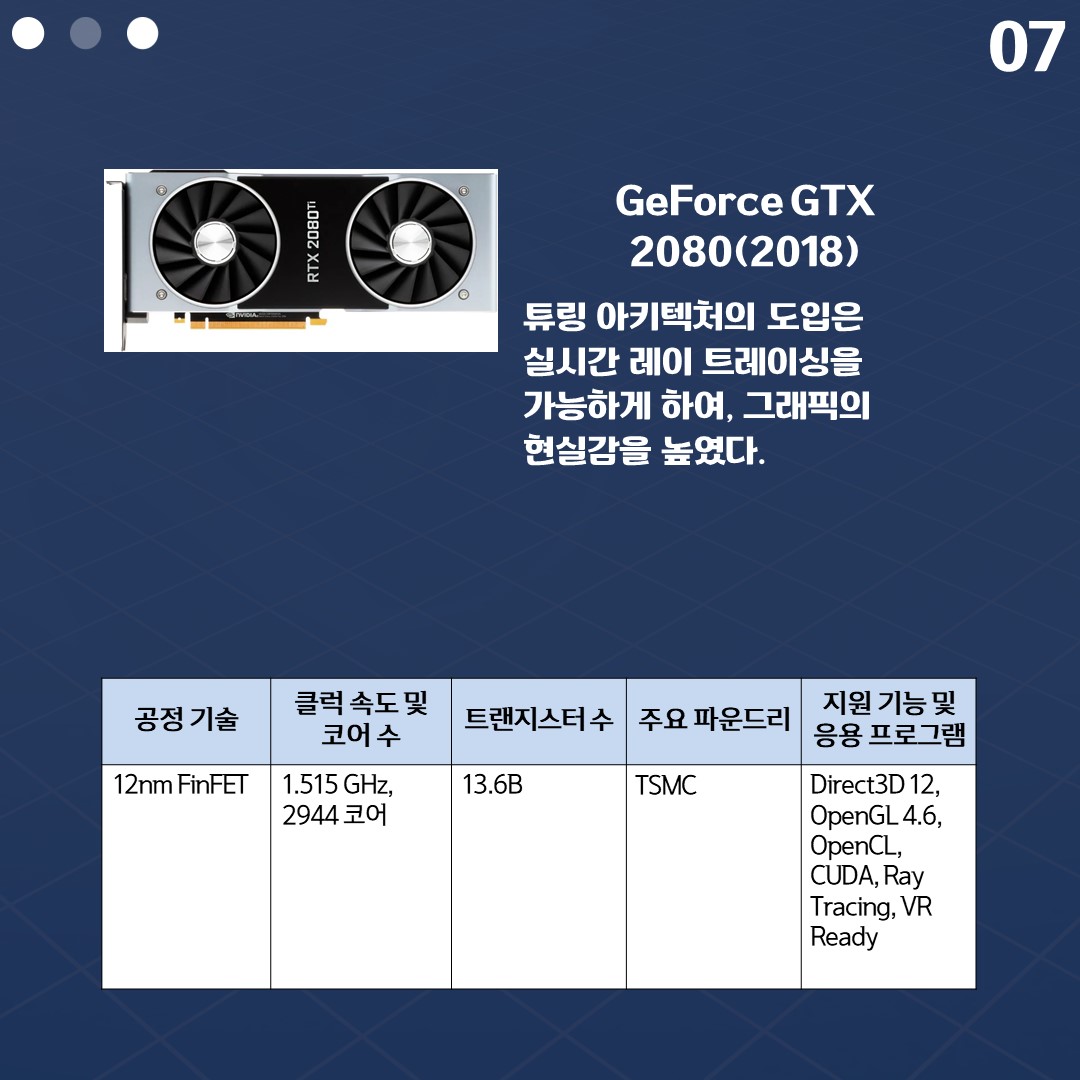 07
RTX 2080 Ti
NVIDIA
GeForce GTX
2080(2018)
튜링 아키텍처의 도입은
실시간 레이 트레이싱을
가능하게 하여, 그래픽의
현실감을 높였다.
공정 기술
클럭 속도 및
코어 수
트랜지스터 수
주요 파운드리
지원 기능 및
응용 프로그램
12nm FinFET
1.515 GHz,
2944 코어
13.6B
TSMC
Direct3D 12,
OpenGL 4.6,
OpenCL,
CUDA, Ray
Tracing, VR
Ready